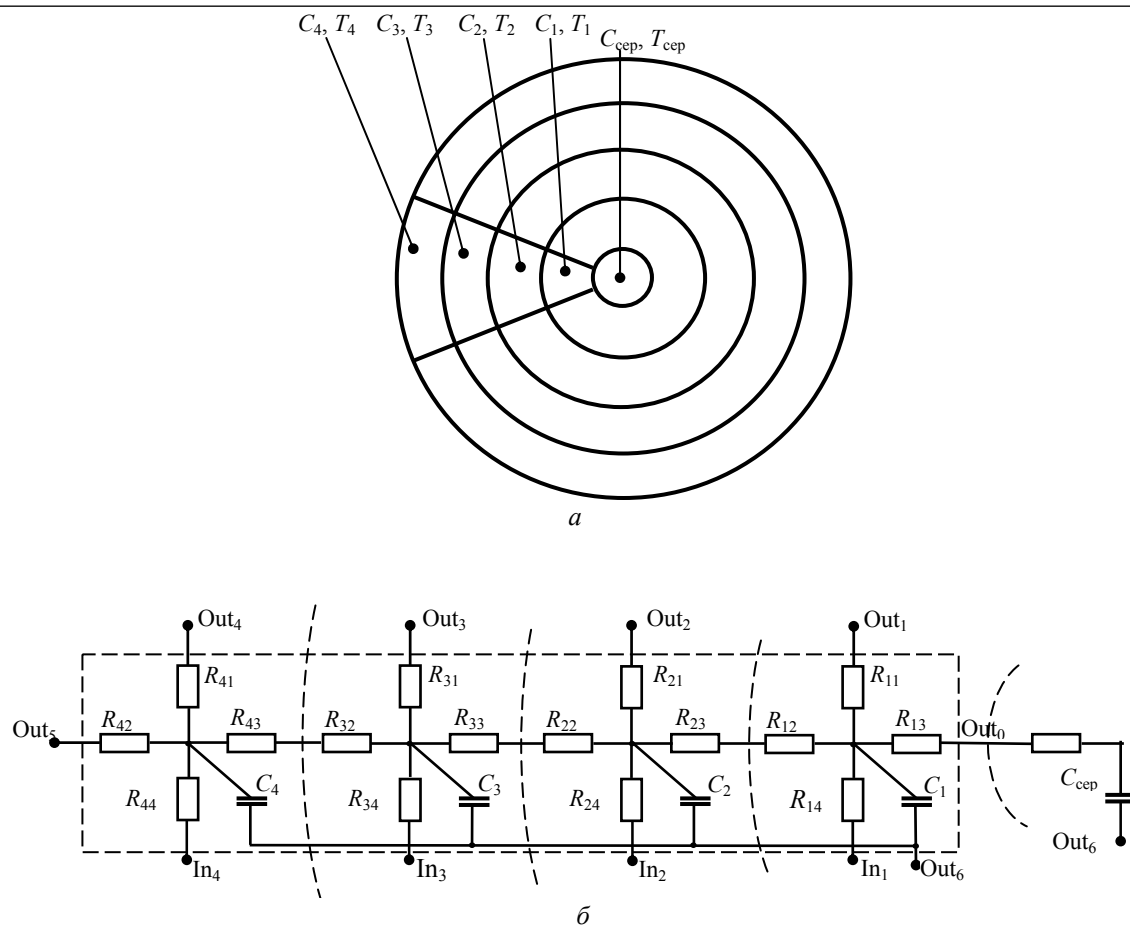 C₄, T₄ C₃, T₃ C₂, T₂ C₁, T₁ Cсер, Tсер
а
Out₄ Out₃ Out₂ Out₁
R₄₁ R₃₁ R₂₁ R₁₁
Out₅ R₄₂ R₄₃ R₃₂ R₃₃ R₂₂ R₂₃ R₁₂ R₁₃ Out₀
R₄₄ C₄ R₃₄ C₃ R₂₄ C₂ R₁₄ C₁ Cсер
Out₆
In₄ In₃ In₂ In₁ Out₆
б